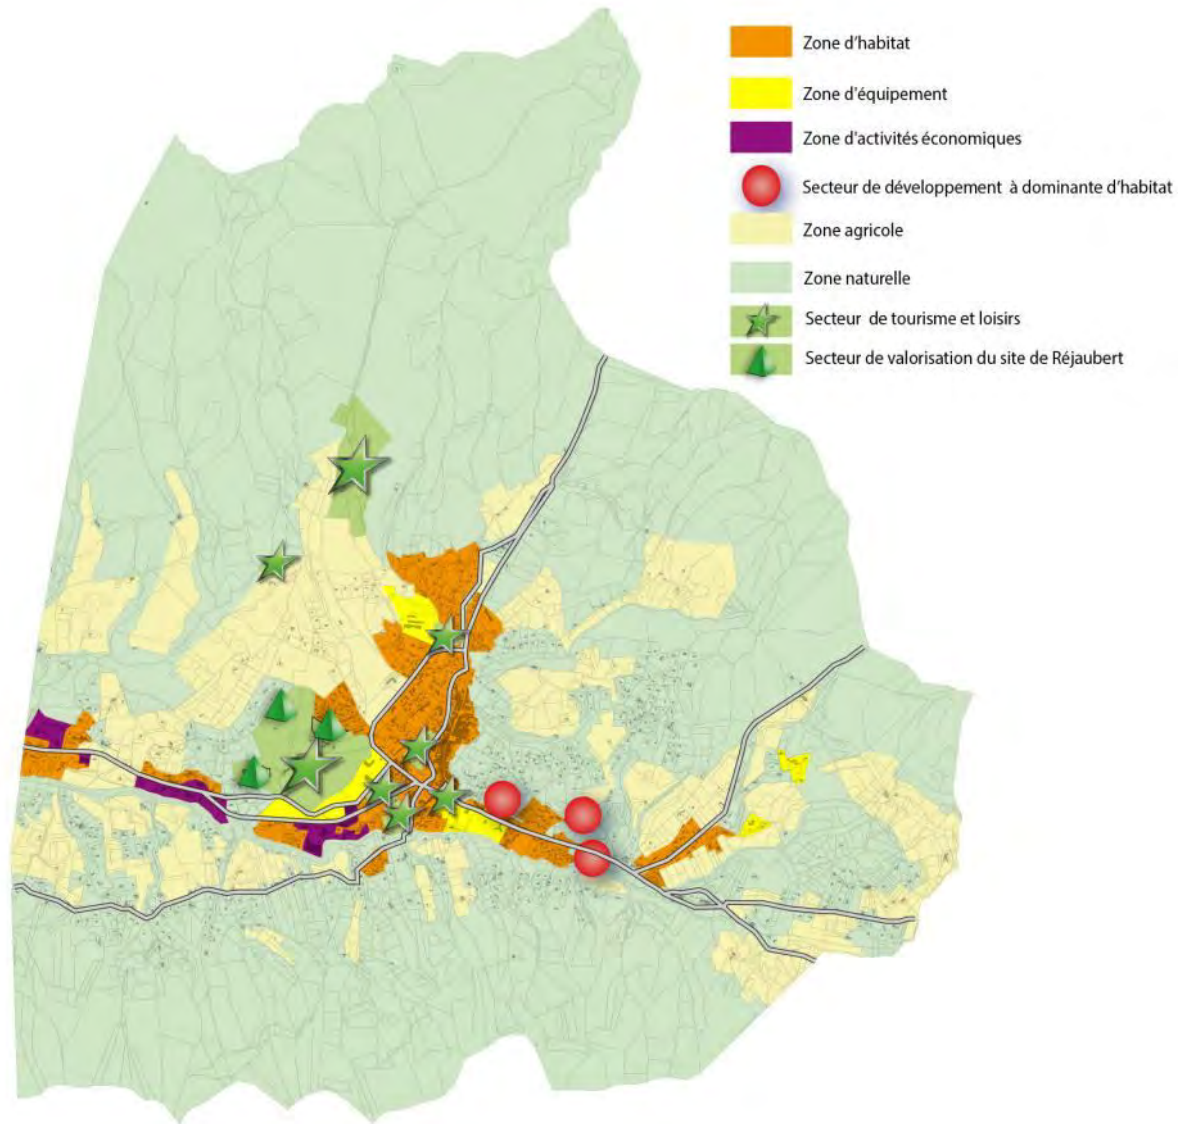 Zone d'habitat
Zone d'équipement
Zone d'activités économiques
Secteur de développement à dominante d'habitat
Zone agricole
Zone naturelle
Secteur de tourisme et loisirs
Secteur de valorisation du site de Réjaubert